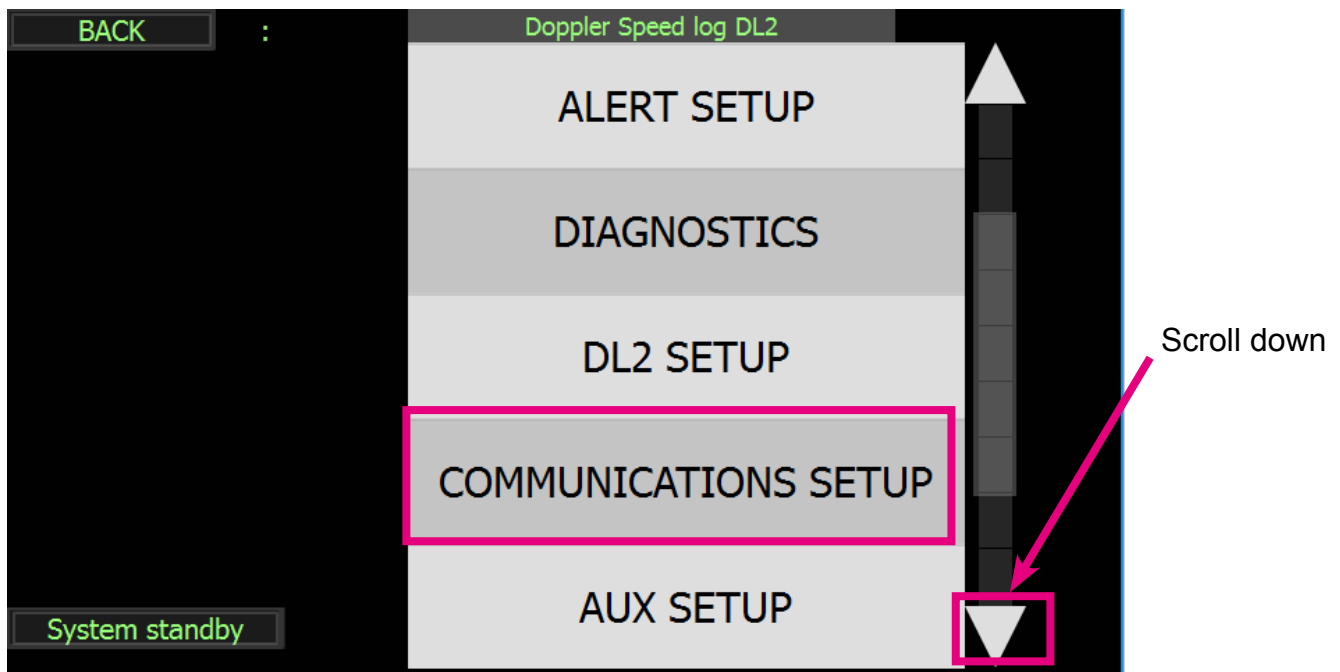 BACK
:
Doppler Speed log DL2
ALERT SETUP
DIAGNOSTICS
DL2 SETUP
Scroll down
COMMUNICATIONS SETUP
AUX SETUP
System standby